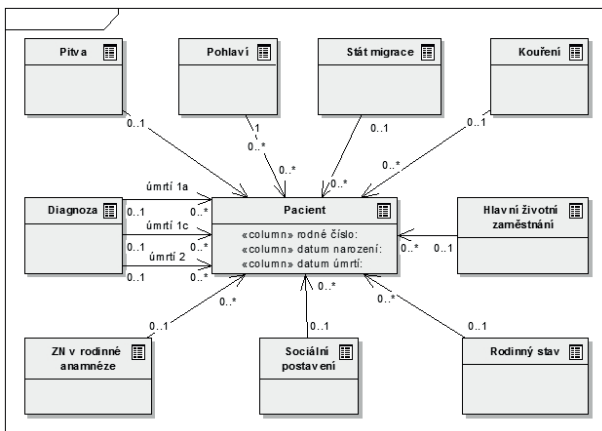 Pitva
Pohlaví
Stát migrace
Kouření
0..1
1
0..*
0..1
0..1
0..*
0..*
0..*
0..*
úmrtí 1a
Diagnoza
0..1
0..*
úmrtí 1c
0..1
0..*
úmrtí 2
0..1
0..*
Pacient
«column» rodné číslo:
«column» datum narození:
«column» datum úmrtí:
Hlavní životní
zaměstnání
0..*
0..1
0..*
0..*
0..*
0..1
0..1
0..1
ZN v rodinné
anamnéze
Sociální
postavení
Rodinný stav